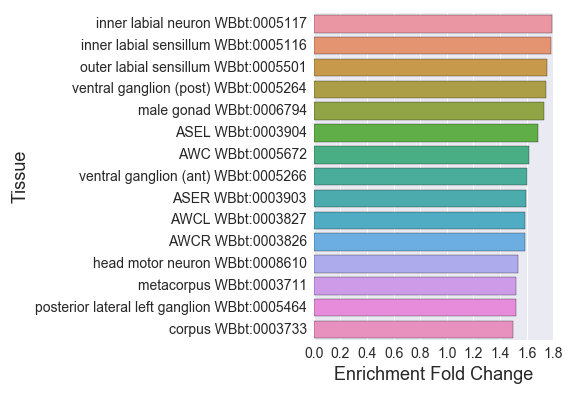 inner labial neuron WBbt:0005117
inner labial sensillum WBbt:0005116
outer labial sensillum WBbt:0005501
ventral ganglion (post) WBbt:0005264
male gonad WBbt:0006794
ASEL WBbt:0003904
AWC WBbt:0005672
ventral ganglion (ant) WBbt:0005266
ASER WBbt:0003903
AWCL WBbt:0003827
AWCR WBbt:0003826
head motor neuron WBbt:0008610
metacorpus WBbt:0003711
posterior lateral left ganglion WBbt:0005464
corpus WBbt:0003733
Tissue
0.0 0.2 0.4 0.6 0.8 1.0 1.2 1.4 1.6 1.8
Enrichment Fold Change